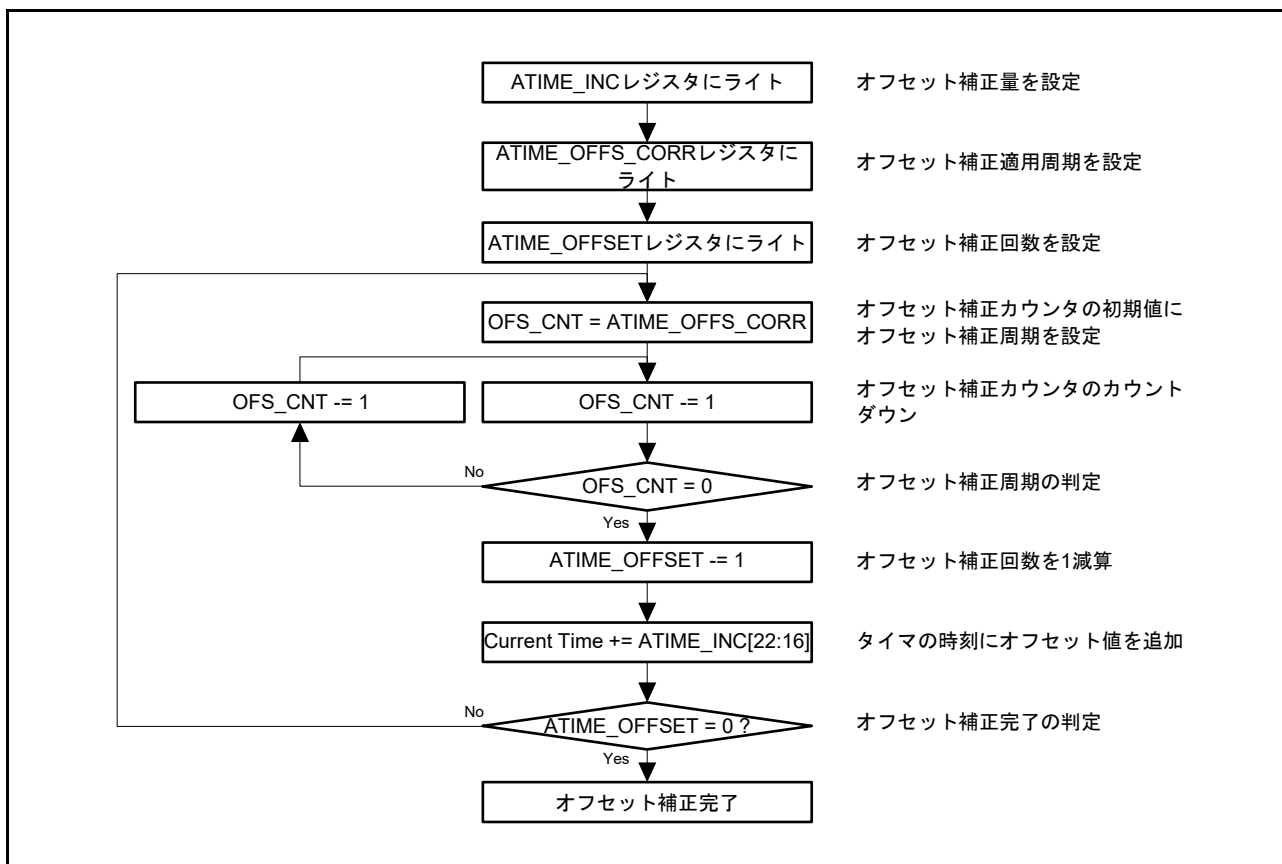 ATIME_INCレジスタにライト
オフセット補正量を設定
ATIME_OFFS_CORRレジスタに
ライト
オフセット補正適用周期を設定
ATIME_OFFSETレジスタにライト
オフセット補正回数を設定
OFS_CNT = ATIME_OFFS_CORR
オフセット補正カウンタの初期値に
オフセット補正周期を設定
OFS_CNT -= 1
OFS_CNT -= 1
オフセット補正カウンタのカウント
ダウン
No
OFS_CNT = 0
オフセット補正周期の判定
Yes
ATIME_OFFSET -= 1
オフセット補正回数を1減算
Current Time += ATIME_INC[22:16]
タイマの時刻にオフセット値を追加
No
ATIME_OFFSET = 0 ?
オフセット補正完了の判定
Yes
オフセット補正完了